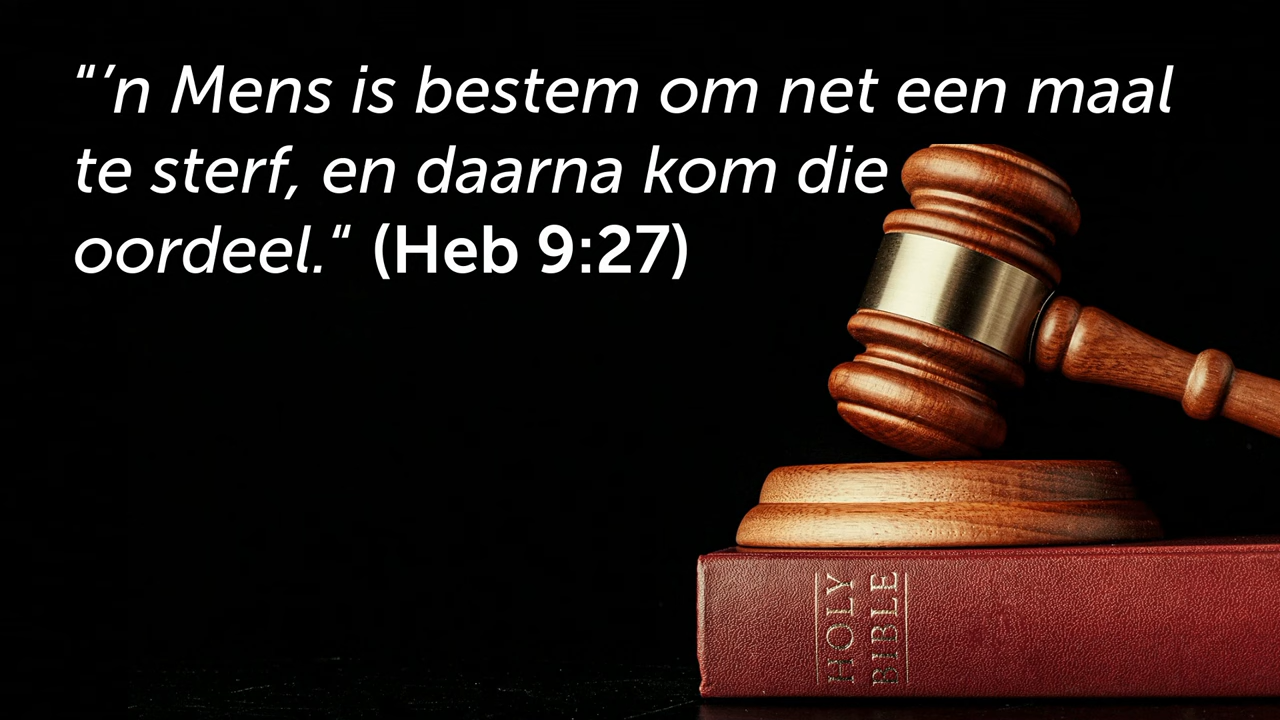 “’n Mens is bestem om net een maal
te sterf, en daarna kom die
oordeel.“ (Heb 9:27)
HOLY
BIBLE